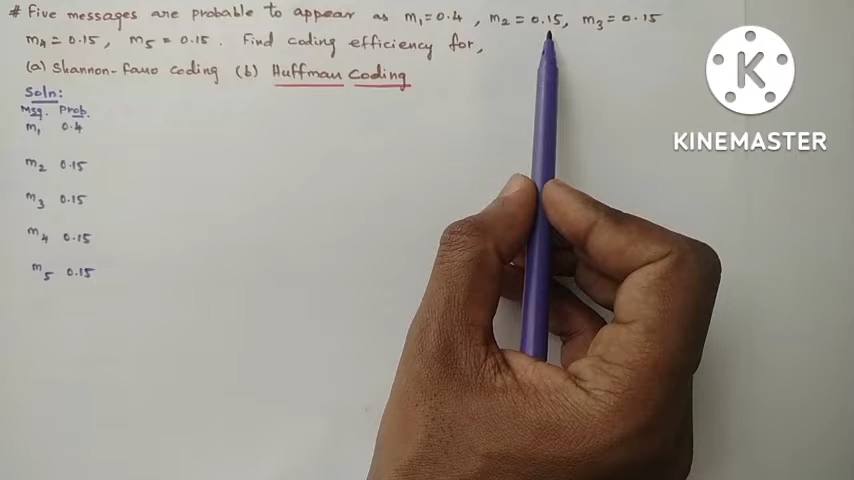 # Five messages are probable to appear as m₁=0.4 , m₂ = 0.15, m₃ = 0.15
m₄ = 0.15, m₅ = 0.15. Find coding efficiency for,
(a) Shannon-fano coding (b) Huffman Coding
Soln:
Msg. Prob.
m₁ 0.4
m₂ 0.15
m₃ 0.15
m₄ 0.15
m₅ 0.15
K
KINEMASTER